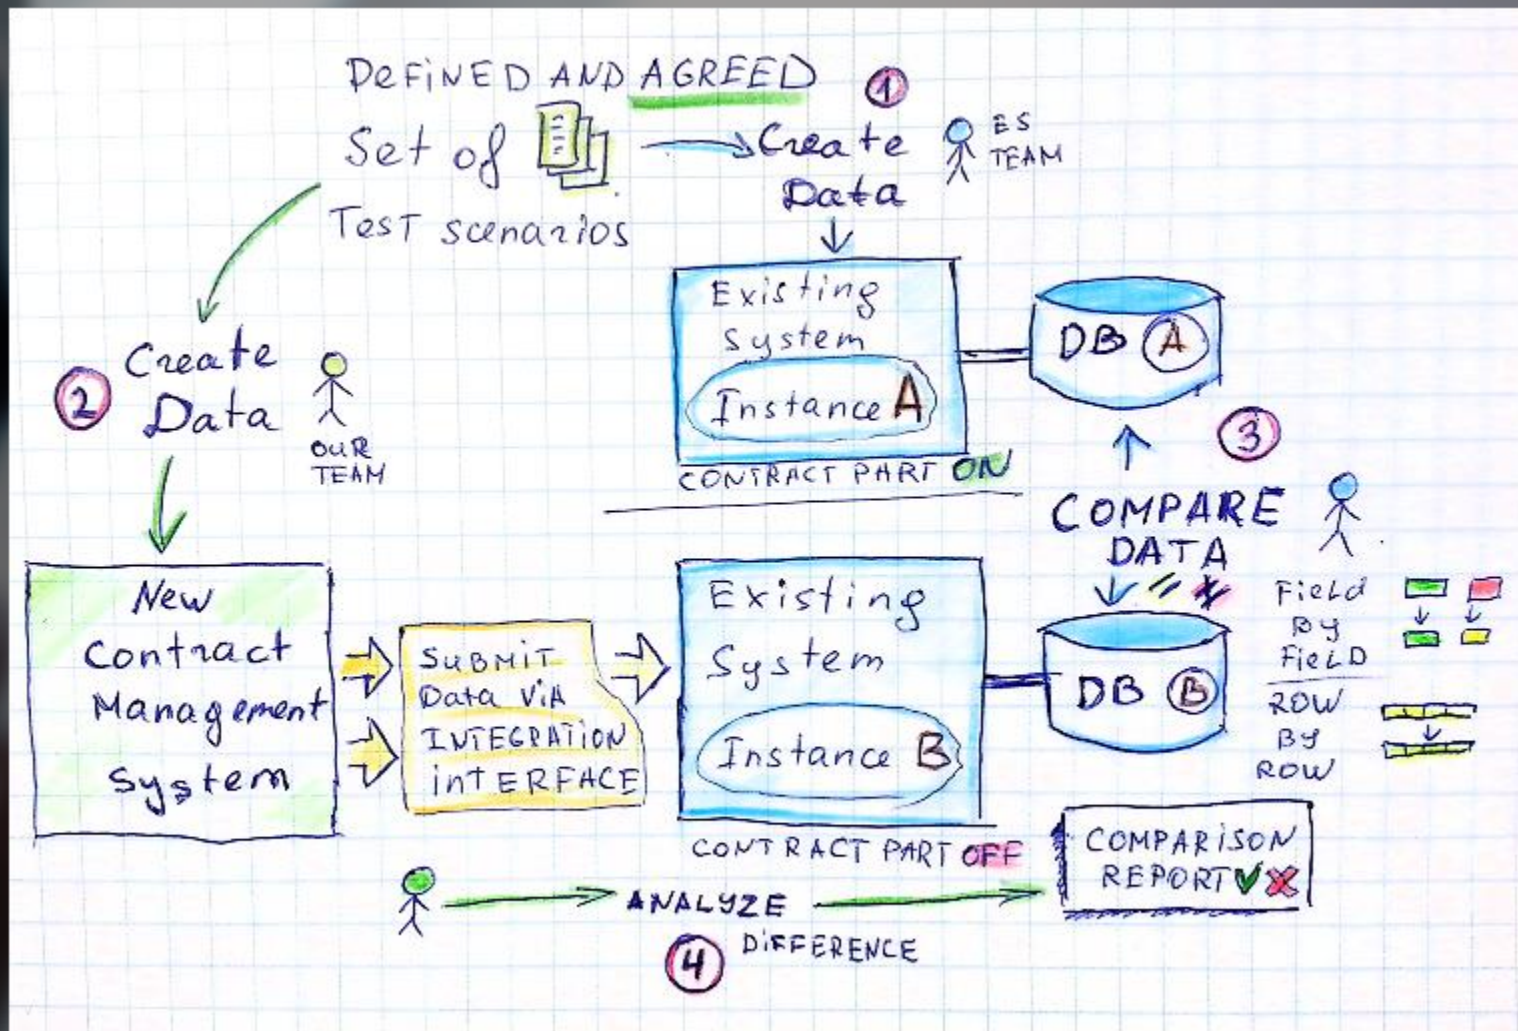 DEFINED AND AGREED
Set of
Test scenarios
1
Create
Data
ES
TEAM
Existing
System
Instance A
CONTRACT PART ON
DB A
2
Create
Data
OUR
TEAM
New
Contract
Management
System
SUBMIT
Data ViA
INTEGRATION
iNTERFACE
Existing
System
Instance B
CONTRACT PART OFF
DB B
3
COMPARE
DATA
Field
By
FieLD
ROW
By
ROW
COMPARISON
REPORT
ANALYZE
DIFFERENCE
4